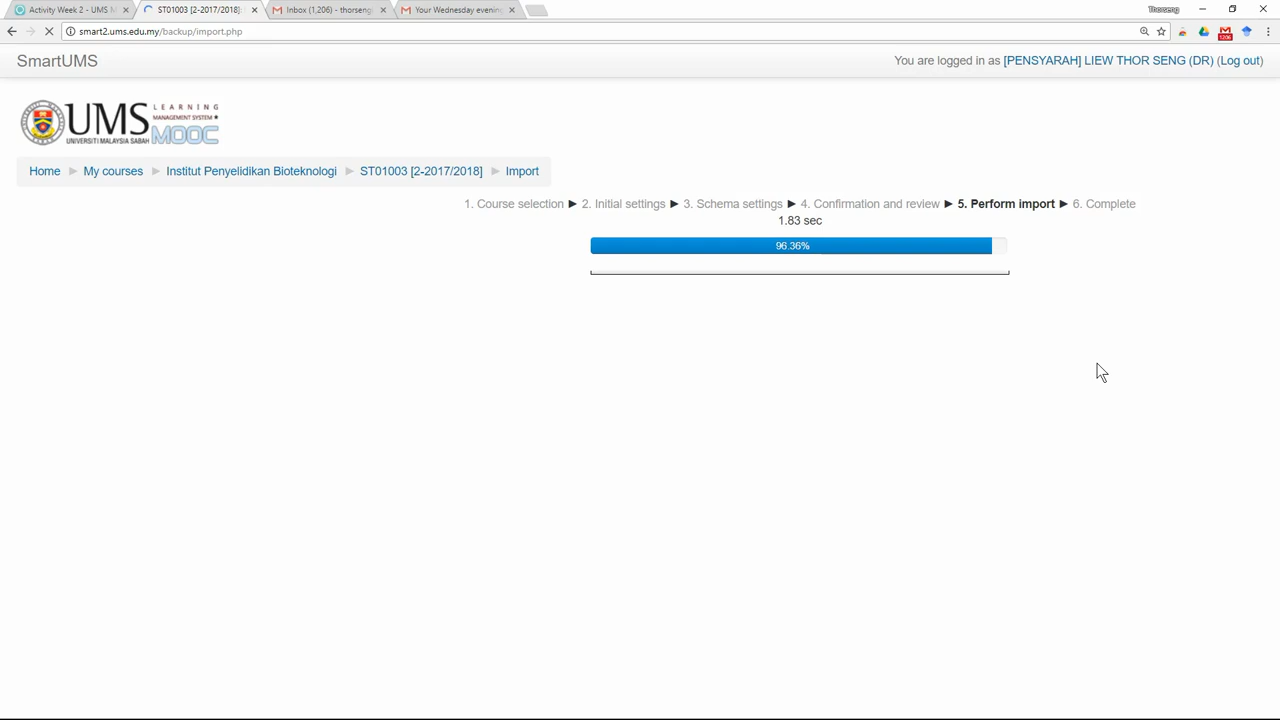 Activity Week 2 - UMS M
ST01003 [2-2017/2018]:
Inbox (1,206) - thorseng
Your Wednesday evening
Thorseng
smart2.ums.edu.my/backup/import.php
1206
SmartUMS
You are logged in as [PENSYARAH] LIEW THOR SENG (DR) (Log out)
UMS
UNIVERSITI MALAYSIA SABAH
LEARNING
MANAGEMENT SYSTEM
MOOC
Home ► My courses ► Institut Penyelidikan Bioteknologi ► ST01003 [2-2017/2018] ► Import
1. Course selection ► 2. Initial settings ► 3. Schema settings ► 4. Confirmation and review ► 5. Perform import ► 6. Complete
1.83 sec
96.36%